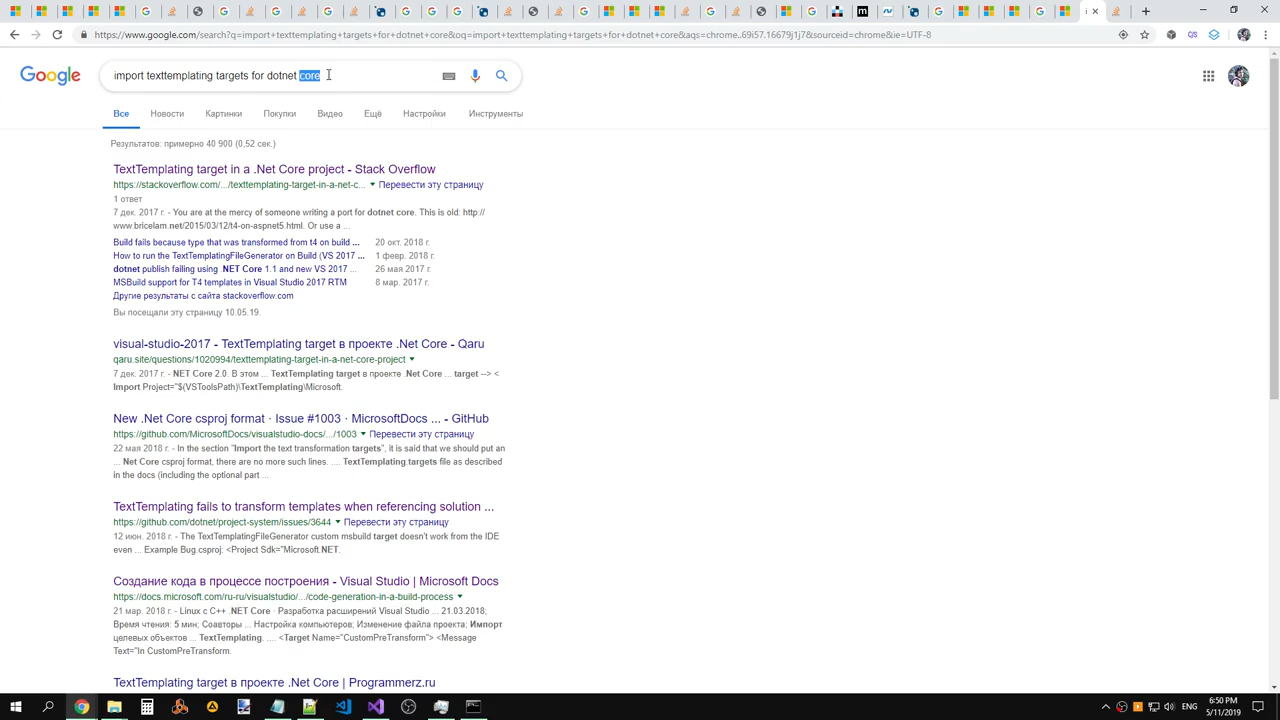 https://www.google.com/search?q=import+texttemplating+targets+for+dotnet+core&oq=import+texttemplating+targets+for+dotnet+core&aqs=chrome..69i57.16679j1j7&sourceid=chrome&ie=UTF-8
Google
import texttemplating targets for dotnet core
Все
Новости
Картинки
Покупки
Видео
Ещё
Настройки
Инструменты
Результатов: примерно 40 900 (0,52 сек.)
TextTemplating target in a .Net Core project - Stack Overflow
https://stackoverflow.com/.../texttemplating-target-in-a-net-c... Перевести эту страницу
1 ответ
7 дек. 2017 г. - You are at the mercy of someone writing a port for dotnet core. This is old: http://
www.bricelam.net/2015/03/12/t4-on-aspnet5.html. Or use a ...
Build fails because type that was transformed from t4 on build ... 20 окт. 2018 г.
How to run the TextTemplatingFileGenerator on Build (VS 2017 ... 1 февр. 2018 г.
dotnet publish failing using .NET Core 1.1 and new VS 2017 ... 26 мая 2017 г.
MSBuild support for T4 templates in Visual Studio 2017 RTM 8 мар. 2017 г.
Другие результаты с сайта stackoverflow.com
Вы посещали эту страницу 10.05.19.
visual-studio-2017 - TextTemplating target в проекте .Net Core - Qaru
qaru.site/questions/1020994/texttemplating-target-in-a-net-core-project
7 дек. 2017 г. - NET Core 2.0. В этом ... TextTemplating target в проекте .Net Core ... target --> <
Import Project="$(VSToolsPath)\TextTemplating\Microsoft.
New .Net Core csproj format · Issue #1003 · MicrosoftDocs ... - GitHub
https://github.com/MicrosoftDocs/visualstudio-docs/.../1003 Перевести эту страницу
22 мая 2018 г. - In the section "Import the text transformation targets", it is said that we should put an
... Net Core csproj format, there are no more such lines. .... TextTemplating.targets file as described
in the docs (including the optional part ...
TextTemplating fails to transform templates when referencing solution ...
https://github.com/dotnet/project-system/issues/3644 Перевести эту страницу
12 июн. 2018 г. - The TextTemplatingFileGenerator custom msbuild target doesn't work from the IDE
even ... Example Bug.csproj: <Project Sdk="Microsoft.NET.
Создание кода в процессе построения - Visual Studio | Microsoft Docs
https://docs.microsoft.com/ru-ru/visualstudio/.../code-generation-in-a-build-process
21 мар. 2018 г. - Linux с C++ .NET Core · Разработка расширений Visual Studio ... 21.03.2018;
Время чтения: 5 мин; Соавторы ... Настройка компьютеров; Изменение файла проекта; Импорт
целевых объектов ... TextTemplating. .... <Target Name="CustomPreTransform"> <Message
Text="In CustomPreTransform.
TextTemplating target в проекте .Net Core | Programmerz.ru
ENG
6:50 PM
5/11/2019